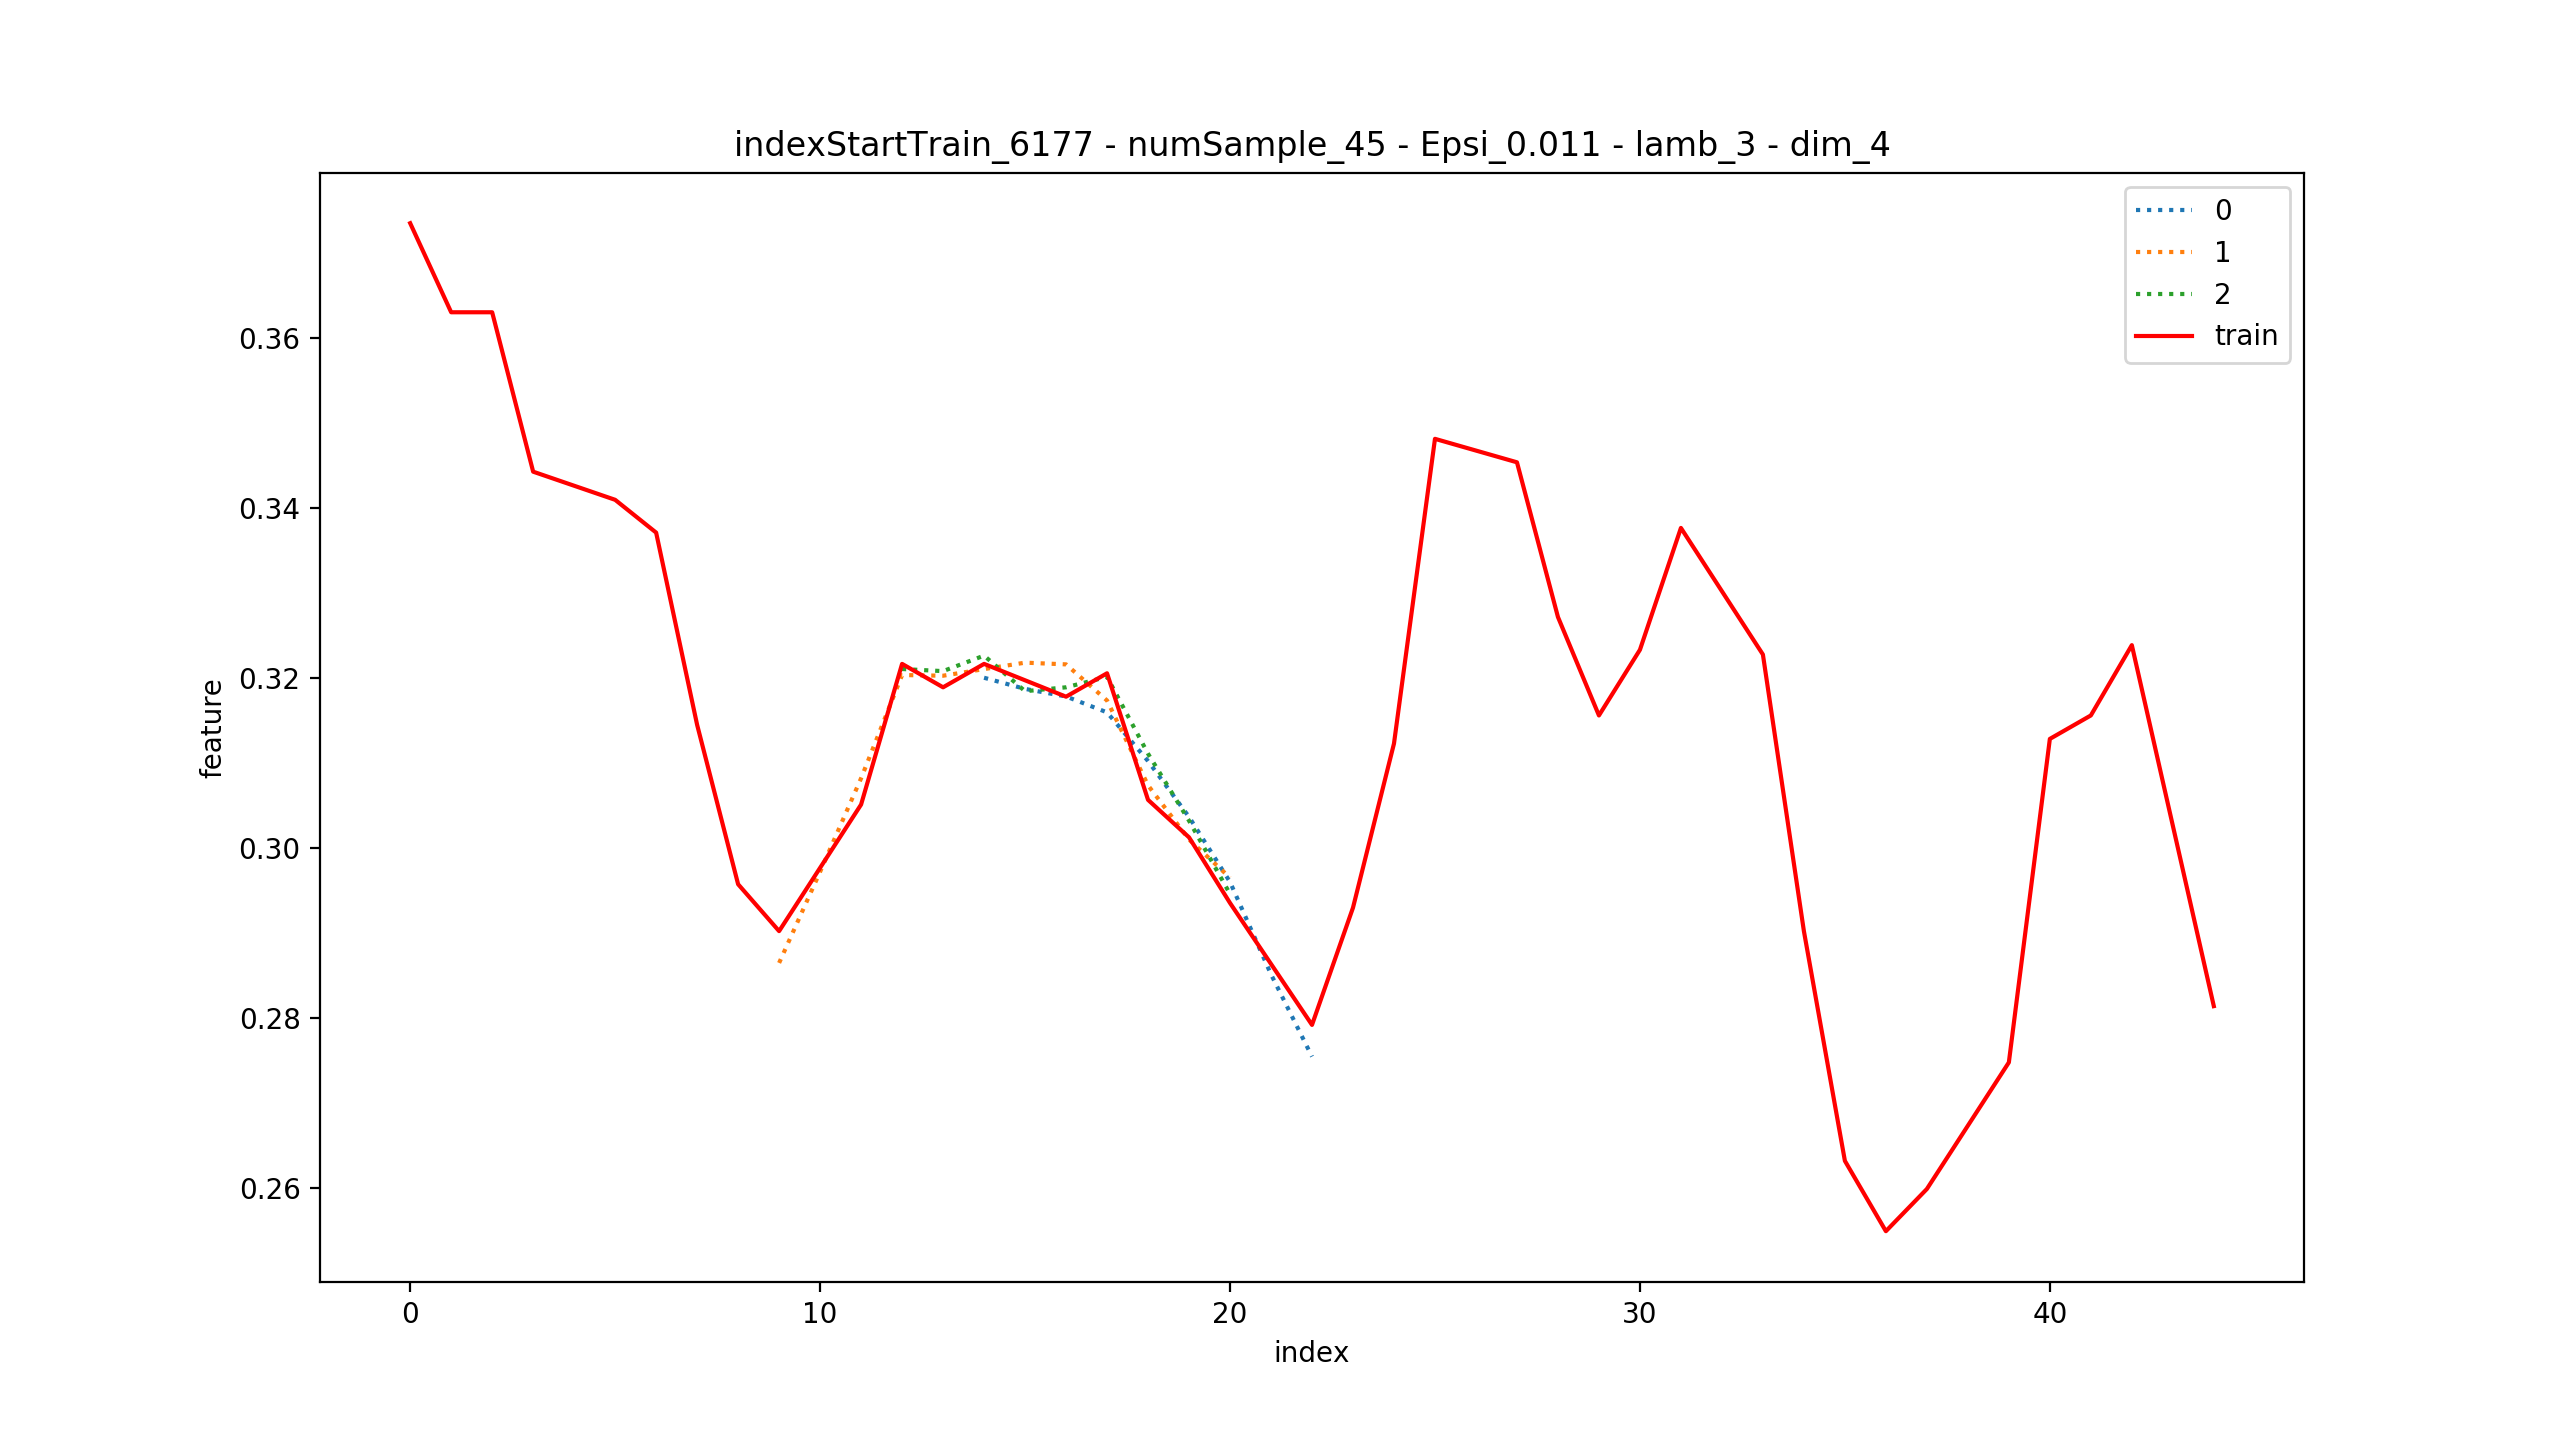 indexStartTrain_6177 - numSample_45 - Epsi_0.011 - lamb_3 - dim_4
0
1
2
train
0.36
0.34
0.32
0.30
0.28
0.26
feature
0 10 20 30 40
index